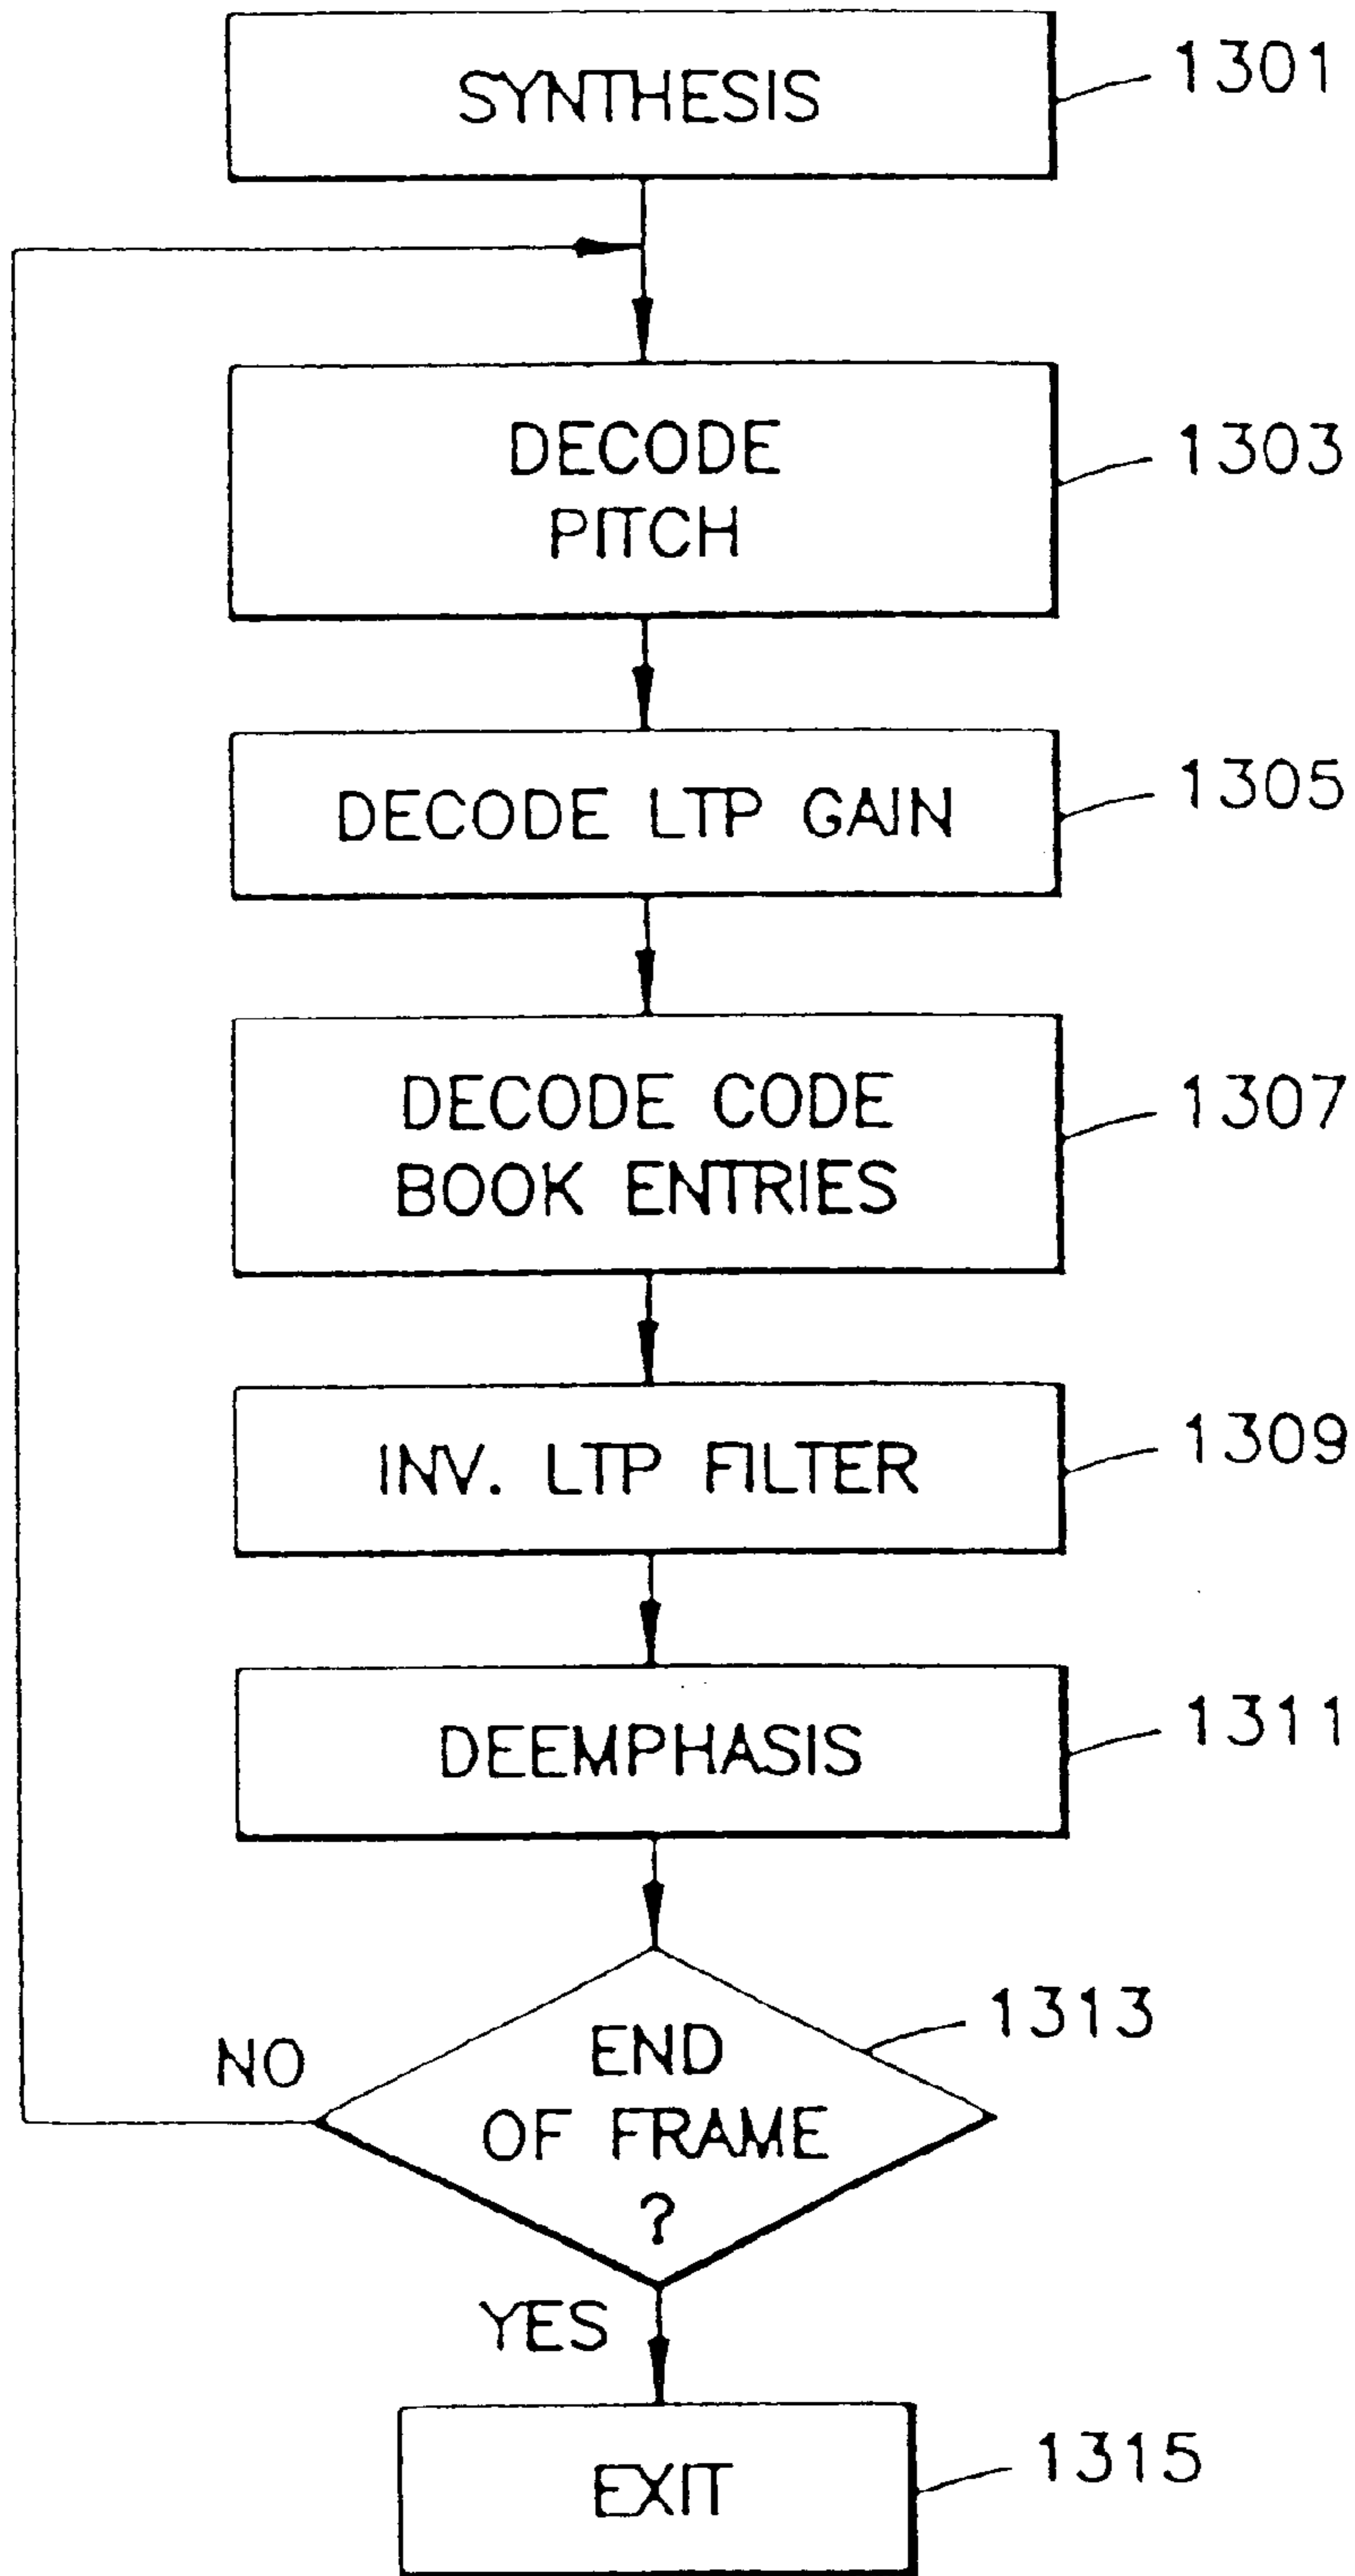 SYNTHESIS
1301
DECODE
PITCH
1303
DECODE LTP GAIN
1305
DECODE CODE
BOOK ENTRIES
1307
INV. LTP FILTER
1309
DEEMPHASIS
1311
END
OF FRAME
?
1313
NO
YES
EXIT
1315